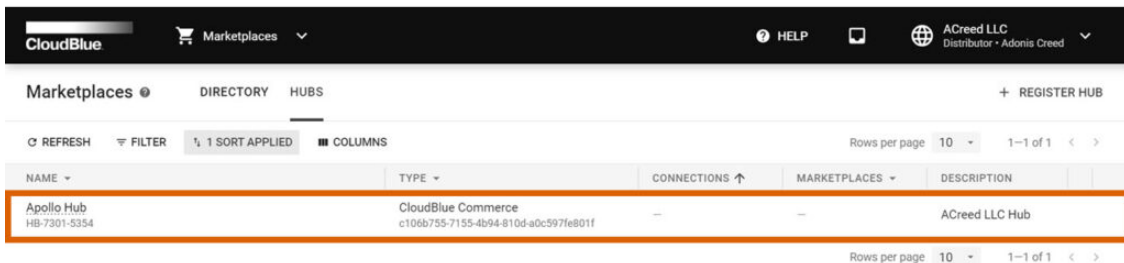 CloudBlue. Marketplaces HELP ACreed LLC
Distributor • Adonis Creed
Marketplaces DIRECTORY HUBS + REGISTER HUB
REFRESH FILTER 1 SORT APPLIED COLUMNS Rows per page 10 1–1 of 1
NAME TYPE CONNECTIONS MARKETPLACES DESCRIPTION
Apollo Hub CloudBlue Commerce — — ACreed LLC Hub
HB-7301-5354 c106b755-7155-4b94-810d-a0c597fe801f
Rows per page 10 1–1 of 1